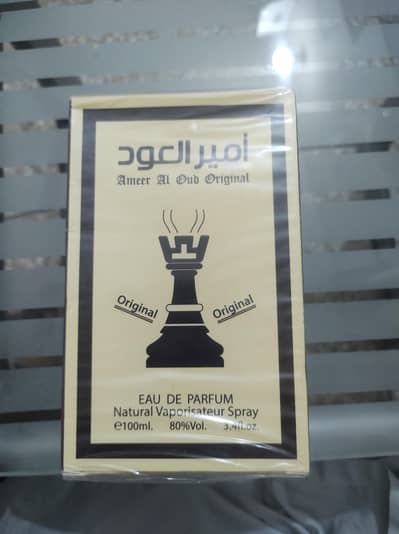 أمير العود
Ameer Al Oud Original
Original
Original
EAU DE PARFUM
Natural Vaporisateur Spray
℮100ml. 80%Vol. 3.4fl.oz.